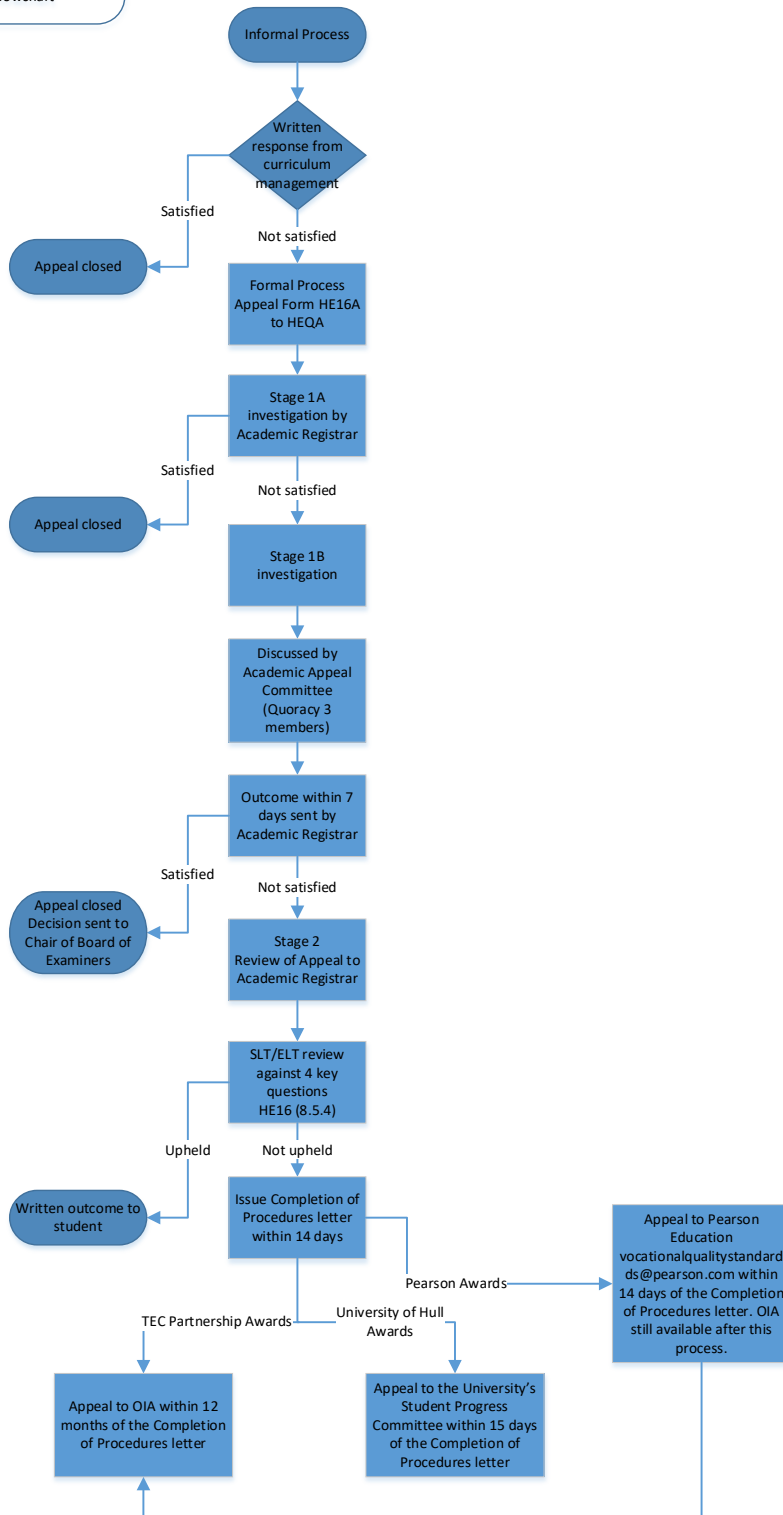 Informal Process
Written
response from
curriculum
management
Satisfied
Not satisfied
Appeal closed
Formal Process
Appeal Form HE16A
to HEQA
Stage 1A
investigation by
Academic Registrar
Satisfied
Not satisfied
Appeal closed
Stage 1B
investigation
Discussed by
Academic Appeal
Committee
(Quoracy 3
members)
Outcome within 7
days sent by
Academic Registrar
Satisfied
Not satisfied
Appeal closed
Decision sent to
Chair of Board of
Examiners
Stage 2
Review of Appeal to
Academic Registrar
SLT/ELT review
against 4 key
questions
HE16 (8.5.4)
Upheld
Not upheld
Written outcome to
student
Issue Completion of
Procedures letter
within 14 days
Pearson Awards
Appeal to Pearson
Education
vocationalqualitystandard
ds@pearson.com within
14 days of the Completion
of Procedures letter. OIA
still available after this
process.
TEC Partnership Awards
University of Hull
Awards
Appeal to OIA within 12
months of the Completion
of Procedures letter
Appeal to the University’s
Student Progress
Committee within 15 days
of the Completion of
Procedures letter